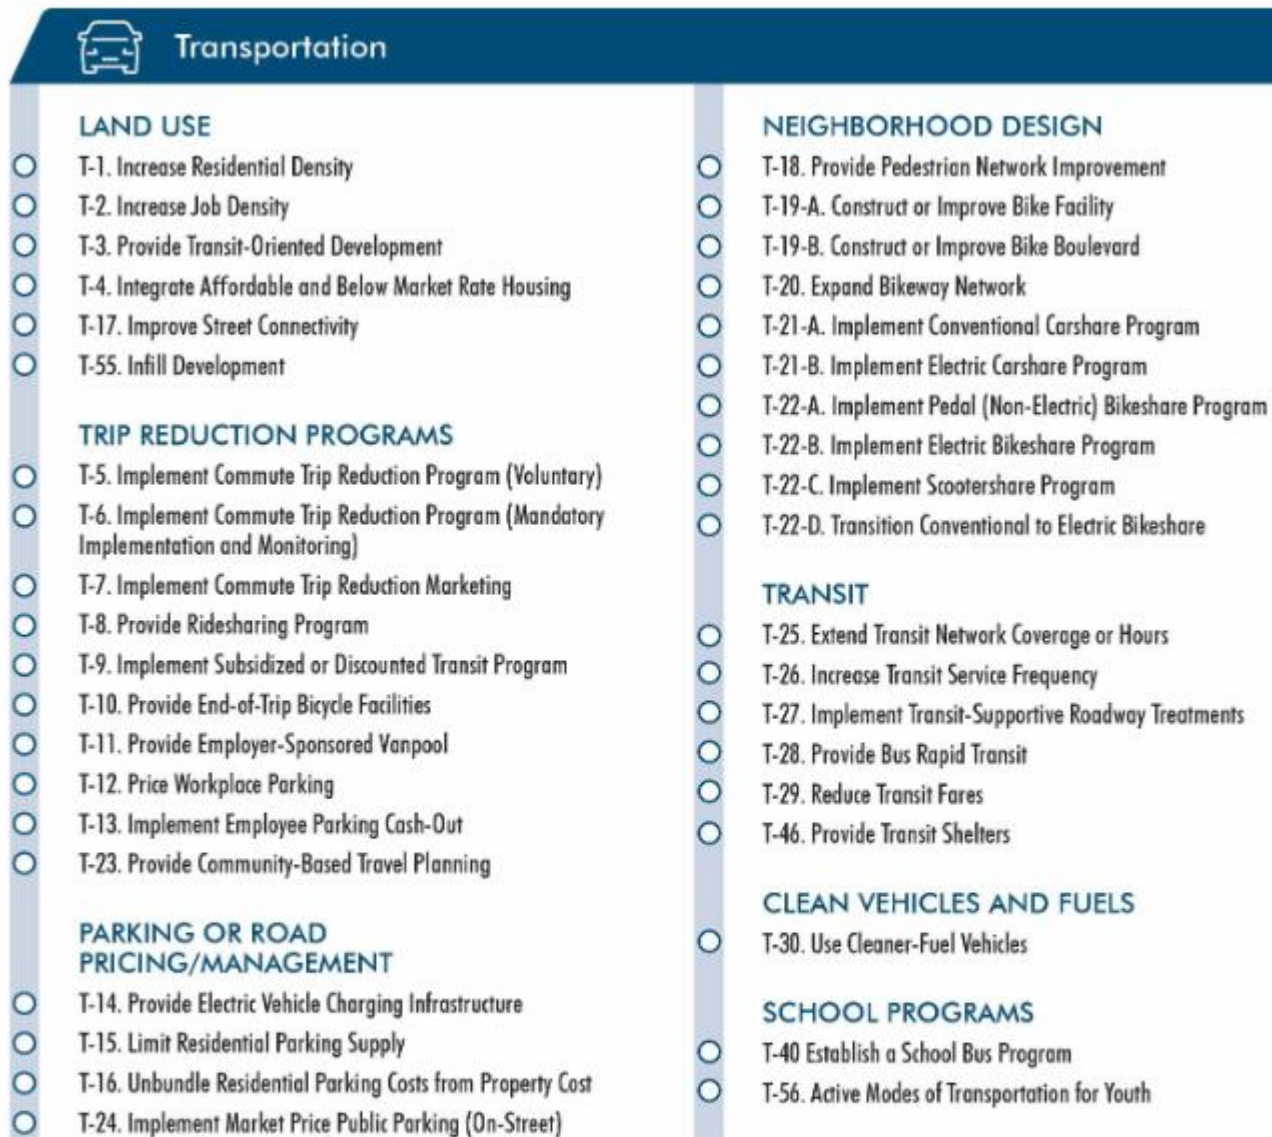 Transportation
LAND USE
T-1. Increase Residential Density
T-2. Increase Job Density
T-3. Provide Transit-Oriented Development
T-4. Integrate Affordable and Below Market Rate Housing
T-17. Improve Street Connectivity
T-55. Infill Development
TRIP REDUCTION PROGRAMS
T-5. Implement Commute Trip Reduction Program (Voluntary)
T-6. Implement Commute Trip Reduction Program (Mandatory
Implementation and Monitoring)
T-7. Implement Commute Trip Reduction Marketing
T-8. Provide Ridesharing Program
T-9. Implement Subsidized or Discounted Transit Program
T-10. Provide End-of-Trip Bicycle Facilities
T-11. Provide Employer-Sponsored Vanpool
T-12. Price Workplace Parking
T-13. Implement Employee Parking Cash-Out
T-23. Provide Community-Based Travel Planning
PARKING OR ROAD
PRICING/MANAGEMENT
T-14. Provide Electric Vehicle Charging Infrastructure
T-15. Limit Residential Parking Supply
T-16. Unbundle Residential Parking Costs from Property Cost
T-24. Implement Market Price Public Parking (On-Street)
NEIGHBORHOOD DESIGN
T-18. Provide Pedestrian Network Improvement
T-19-A. Construct or Improve Bike Facility
T-19-B. Construct or Improve Bike Boulevard
T-20. Expand Bikeway Network
T-21-A. Implement Conventional Carshare Program
T-21-B. Implement Electric Carshare Program
T-22-A. Implement Pedal (Non-Electric) Bikeshare Program
T-22-B. Implement Electric Bikeshare Program
T-22-C. Implement Scootershare Program
T-22-D. Transition Conventional to Electric Bikeshare
TRANSIT
T-25. Extend Transit Network Coverage or Hours
T-26. Increase Transit Service Frequency
T-27. Implement Transit-Supportive Roadway Treatments
T-28. Provide Bus Rapid Transit
T-29. Reduce Transit Fares
T-46. Provide Transit Shelters
CLEAN VEHICLES AND FUELS
T-30. Use Cleaner-Fuel Vehicles
SCHOOL PROGRAMS
T-40 Establish a School Bus Program
T-56. Active Modes of Transportation for Youth